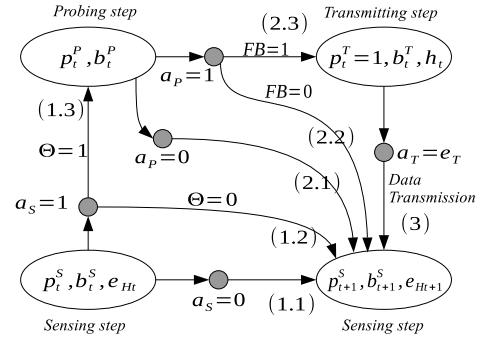 Probing step
(2.3)
Transmitting step
p_t^P, b_t^P
FB=1
p_t^T=1, b_t^T, h_t
a_P=1
(1.3)
FB=0
Θ=1
(2.2)
a_P=0
a_T=e_T
(2.1)
Data
Transmission
a_S=1
Θ=0
(3)
(1.2)
p_t^S, b_t^S, e_{Ht}
p_{t+1}^S, b_{t+1}^S, e_{Ht+1}
a_S=0
(1.1)
Sensing step
Sensing step